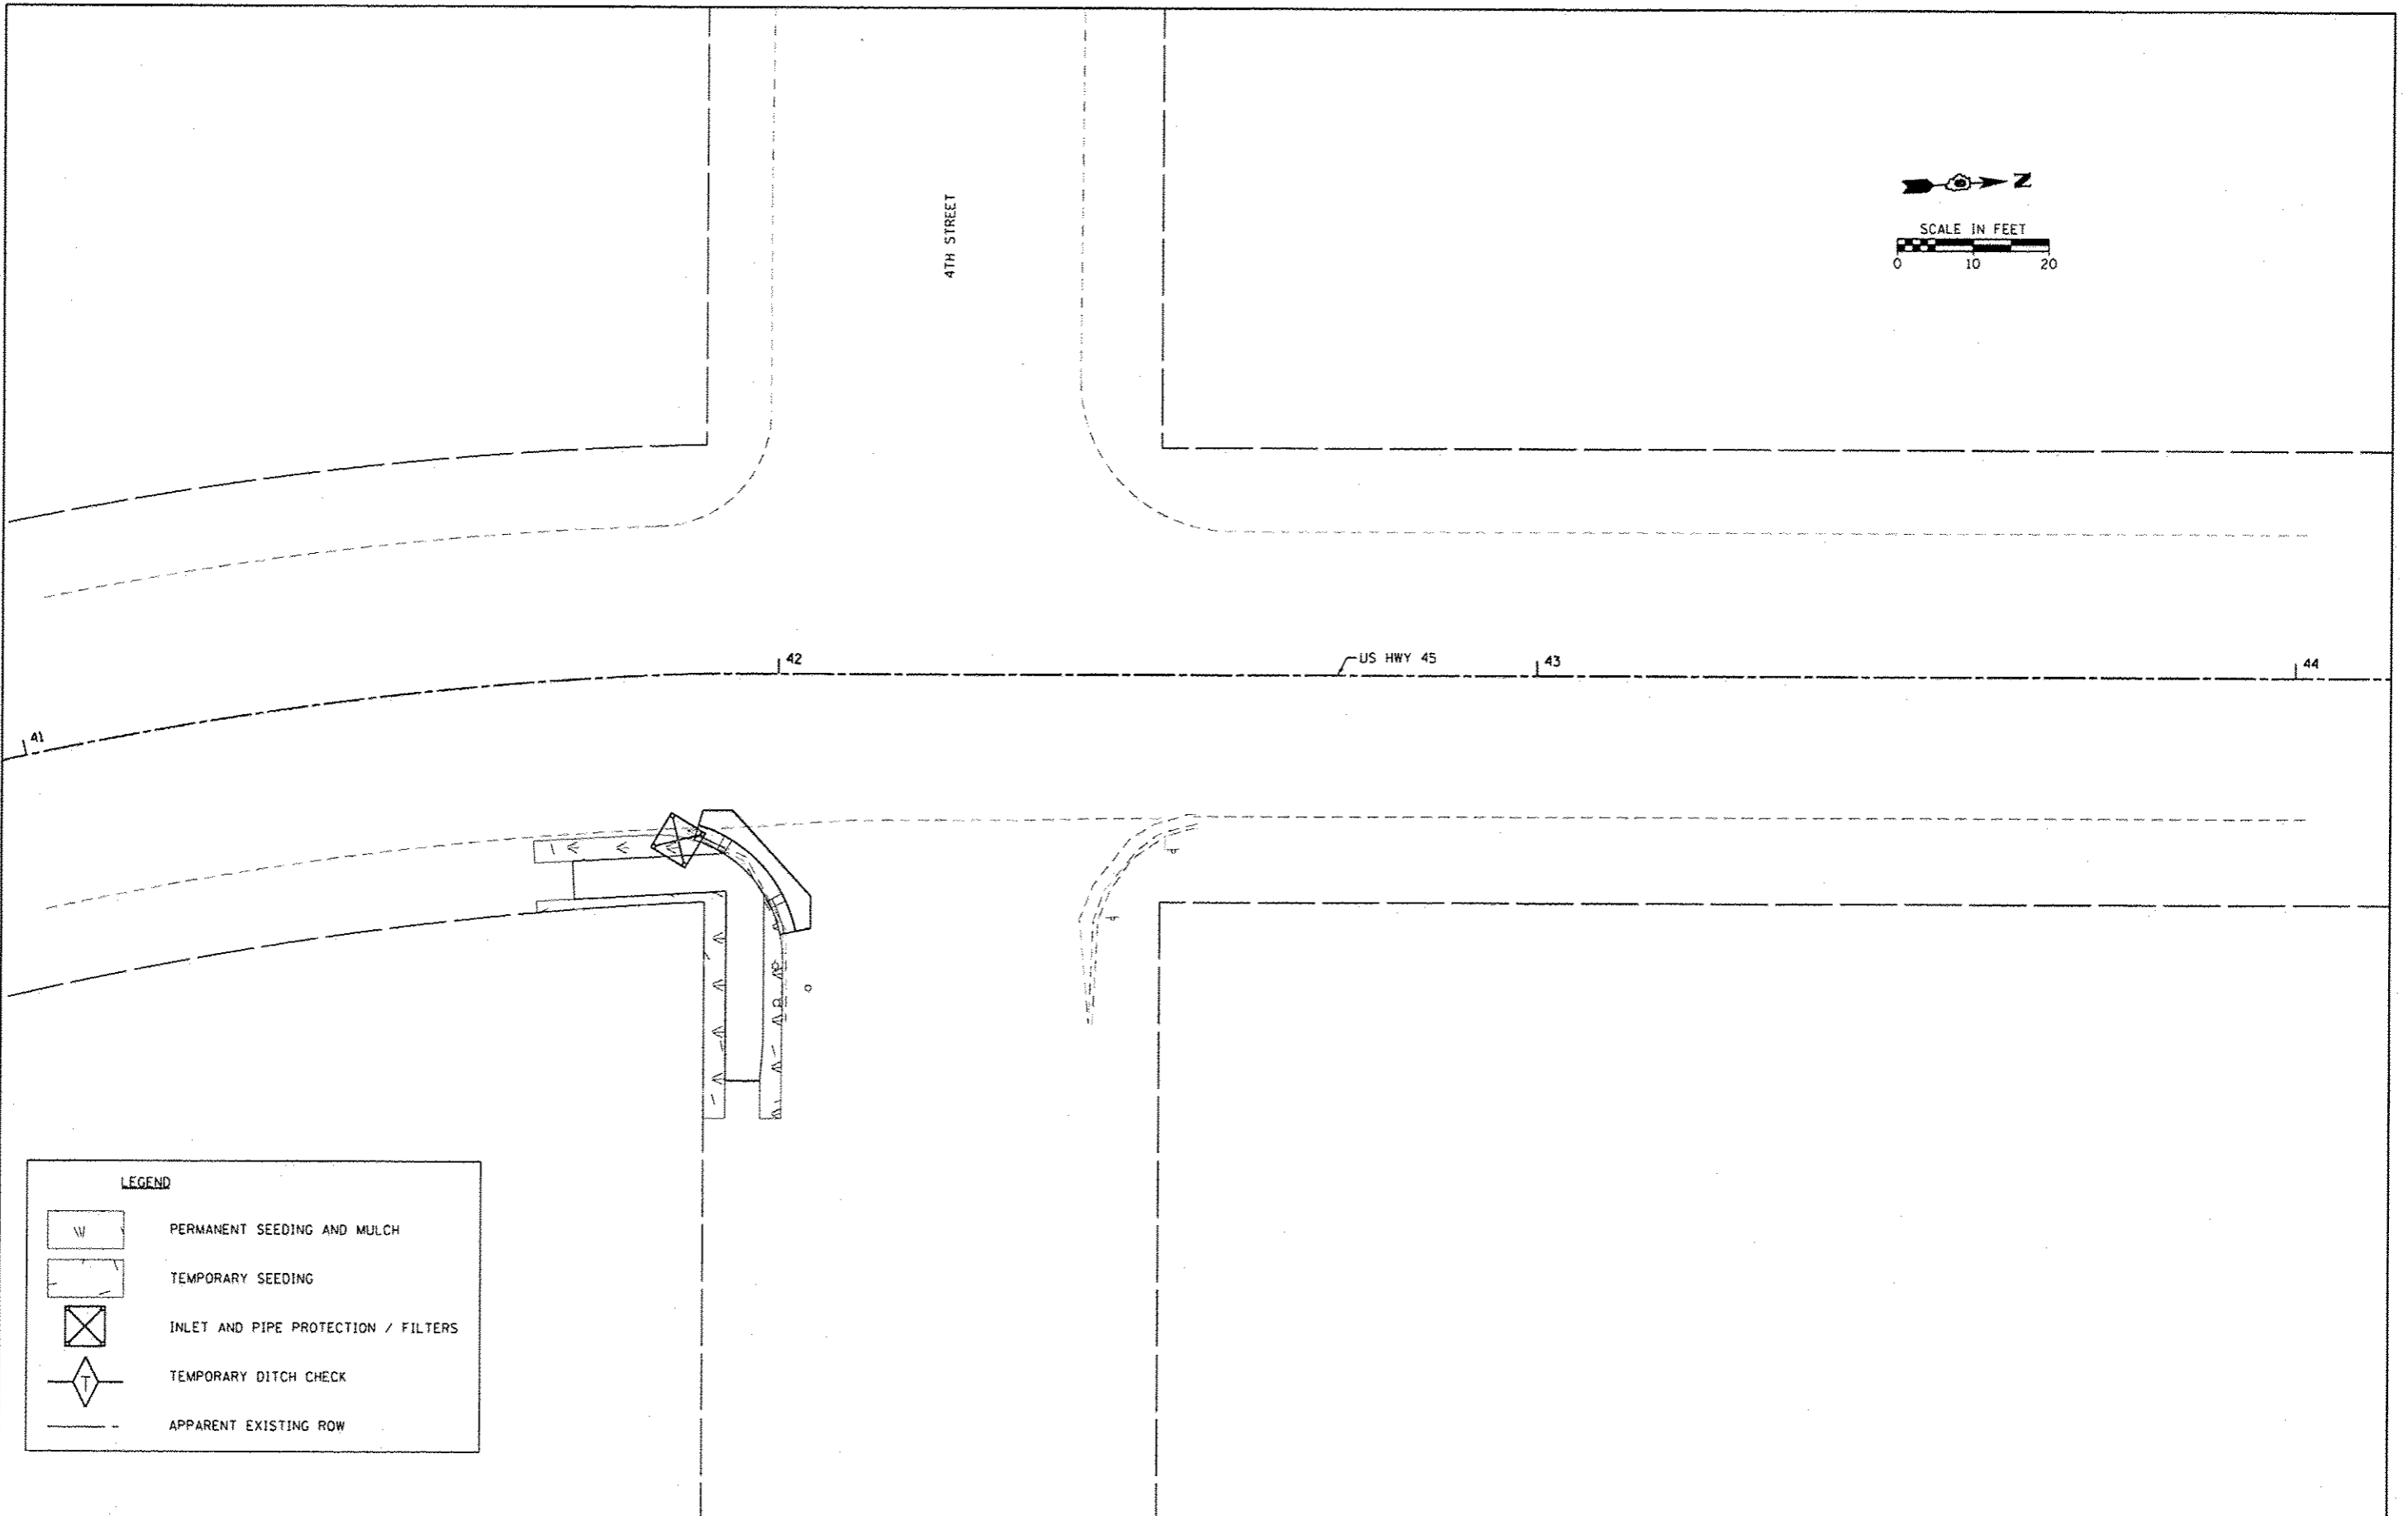 4TH STREET
N
SCALE IN FEET
0 10 20
42
US HWY 45
43
44
41
LEGEND
PERMANENT SEEDING AND MULCH
TEMPORARY SEEDING
INLET AND PIPE PROTECTION / FILTERS
T
TEMPORARY DITCH CHECK
APPARENT EXISTING ROW